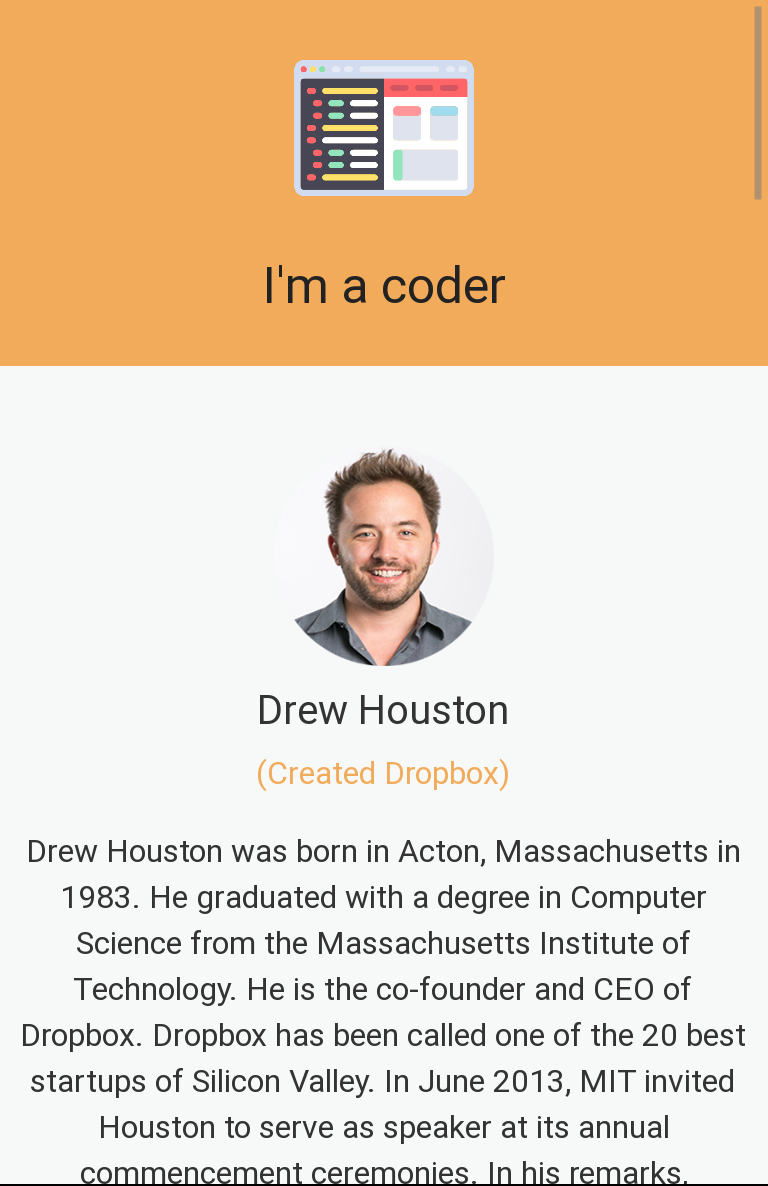 I'm a coder
Drew Houston
(Created Dropbox)
Drew Houston was born in Acton, Massachusetts in
1983. He graduated with a degree in Computer
Science from the Massachusetts Institute of
Technology. He is the co-founder and CEO of
Dropbox. Dropbox has been called one of the 20 best
startups of Silicon Valley. In June 2013, MIT invited
Houston to serve as speaker at its annual
commencement ceremonies. In his remarks,